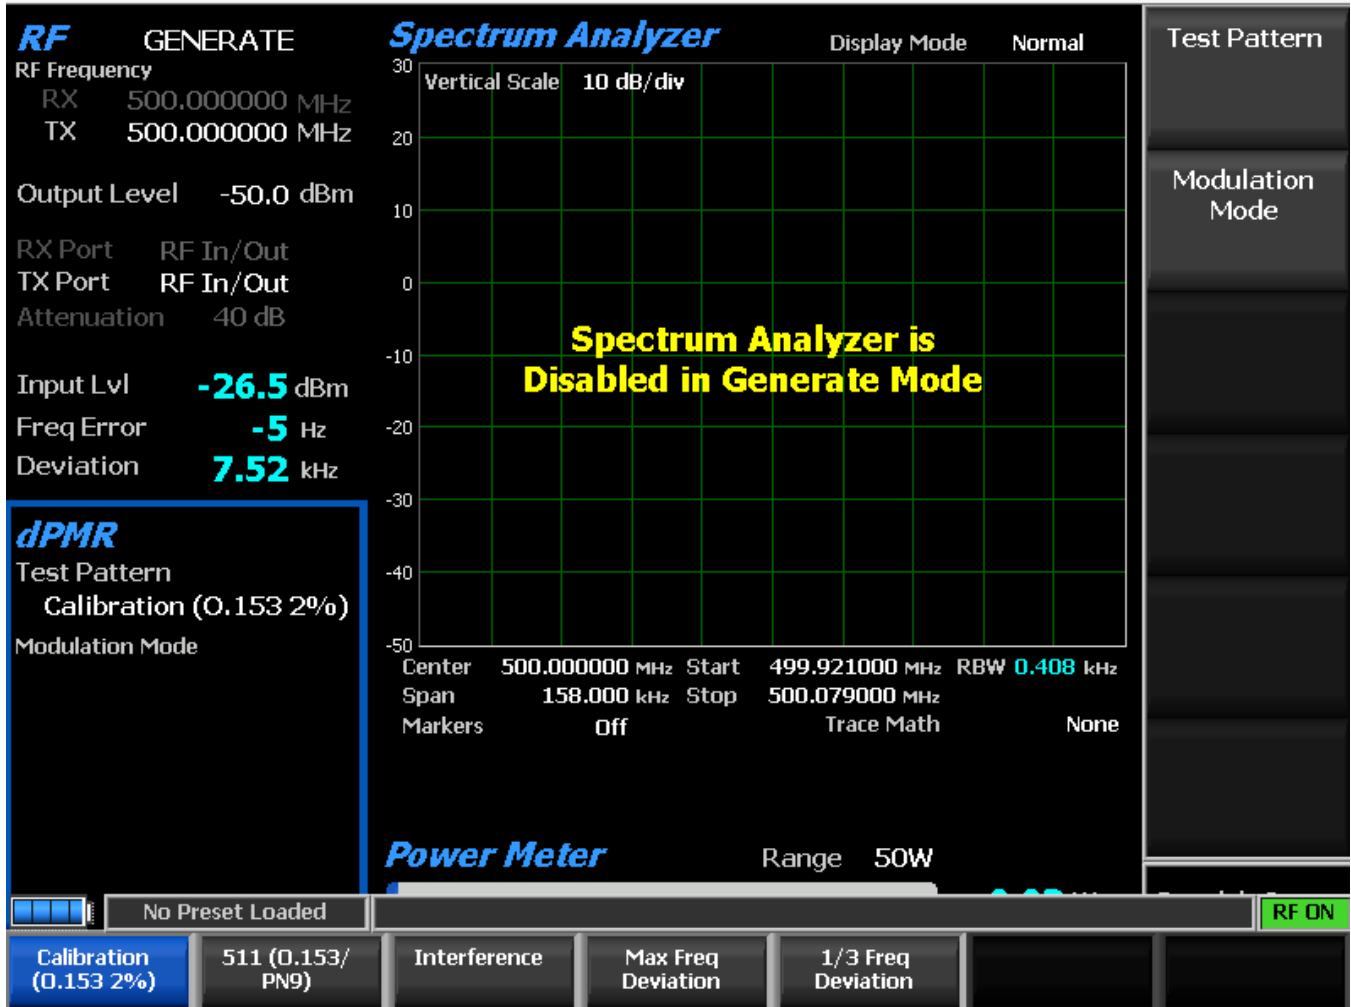 RF GENERATE
RF Frequency
RX 500.000000 MHz
TX 500.000000 MHz
Output Level -50.0 dBm
RX Port RF In/Out
TX Port RF In/Out
Attenuation 40 dB
Input Lvl -26.5 dBm
Freq Error -5 Hz
Deviation 7.52 kHz
dPMR
Test Pattern
Calibration (O.153 2%)
Modulation Mode
Spectrum Analyzer Display Mode Normal
30
Vertical Scale 10 dB/div
20
10
0
-10
-20
-30
-40
-50
Spectrum Analyzer is
Disabled in Generate Mode
Center 500.000000 MHz Start 499.921000 MHz RBW 0.408 kHz
Span 158.000 kHz Stop 500.079000 MHz
Markers Off Trace Math None
Power Meter Range 50W
Test Pattern
Modulation
Mode
No Preset Loaded
RF ON
Calibration
(O.153 2%)
511 (O.153/
PN9)
Interference
Max Freq
Deviation
1/3 Freq
Deviation